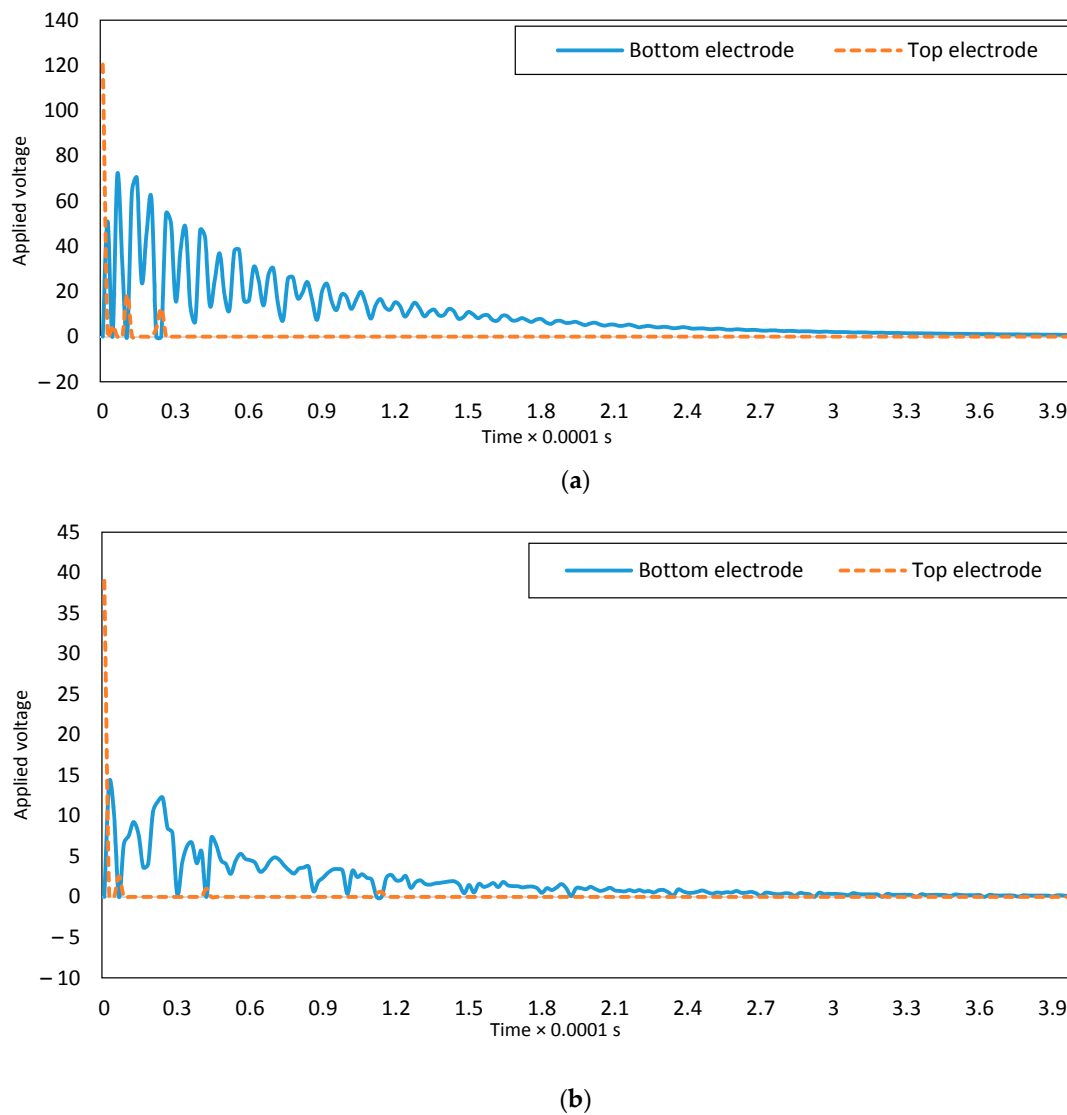 140
Bottom electrode Top electrode
120
100
80
60
40
20
0
– 20
Applied voltage
0 0.3 0.6 0.9 1.2 1.5 1.8 2.1 2.4 2.7 3 3.3 3.6 3.9
Time × 0.0001 s
(a)
45
Bottom electrode Top electrode
40
35
30
25
20
15
10
5
0
– 5
– 10
Applied voltage
0 0.3 0.6 0.9 1.2 1.5 1.8 2.1 2.4 2.7 3 3.3 3.6 3.9
Time × 0.0001 s
(b)